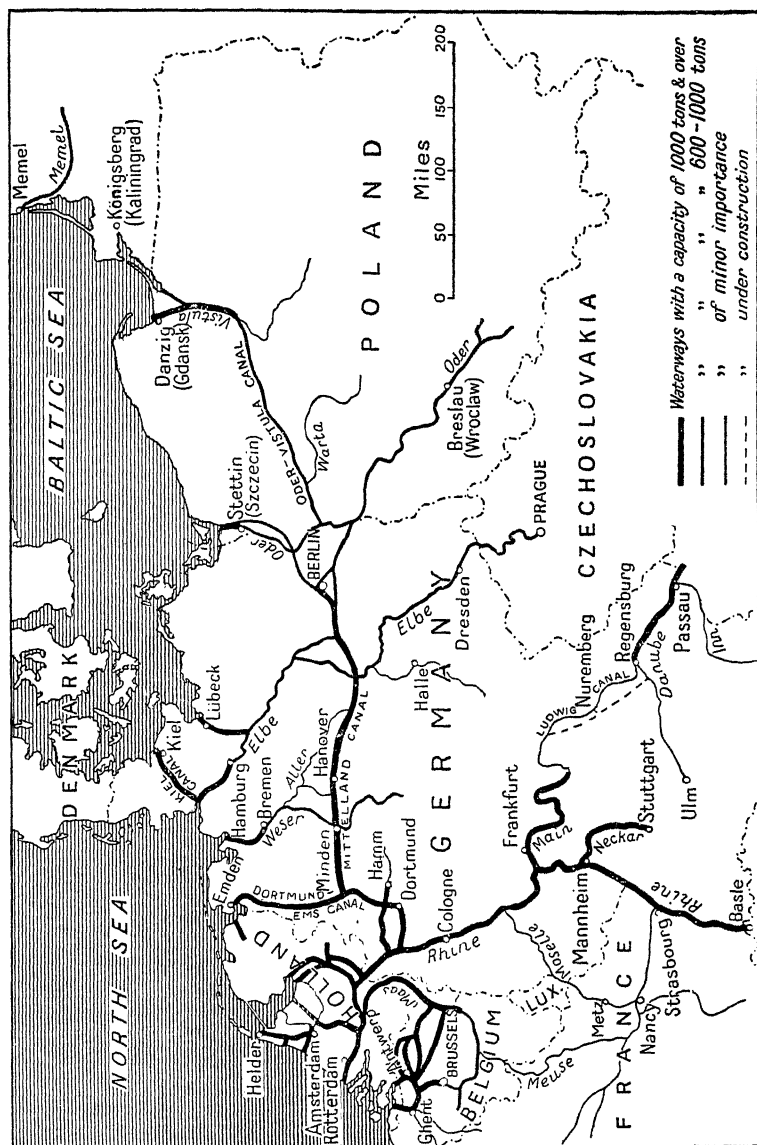 NORTH SEA
DENMARK
BALTIC SEA
Memel
Memel
Königsberg
(Kaliningrad)
Danzig
(Gdansk)
Vistula
Stettin
(Szczecin)
Oder
ODER-VISTULA CANAL
Warta
POLAND
BERLIN
Kiel
KIEL CANAL
Lübeck
Hamburg
Elbe
Bremen
Weser
Aller
Hanover
MITTELLAND CANAL
Minden
Emden
DORTMUND
EMS CANAL
Hamm
Dortmund
HOLLAND
Helder
Amsterdam
Rotterdam
Maas
Antwerp
Ghent
BRUSSELS
BELGIUM
Meuse
LUX.
Cologne
Rhine
GERMANY
Elbe
Halle
Dresden
PRAGUE
Breslau
(Wroclaw)
Oder
CZECHOSLOVAKIA
Frankfurt
Main
Mannheim
Neckar
Stuttgart
Moselle
Metz
Nancy
Strasbourg
FRANCE
Rhine
Basle
LUDWIG CANAL
Nuremberg
Regensburg
Danube
Ulm
Passau
Inn
Miles
0 50 100 150 200
Waterways with a capacity of 1000 tons & over
„ „ „ „ 600-1000 tons
„ of minor importance
„ under construction